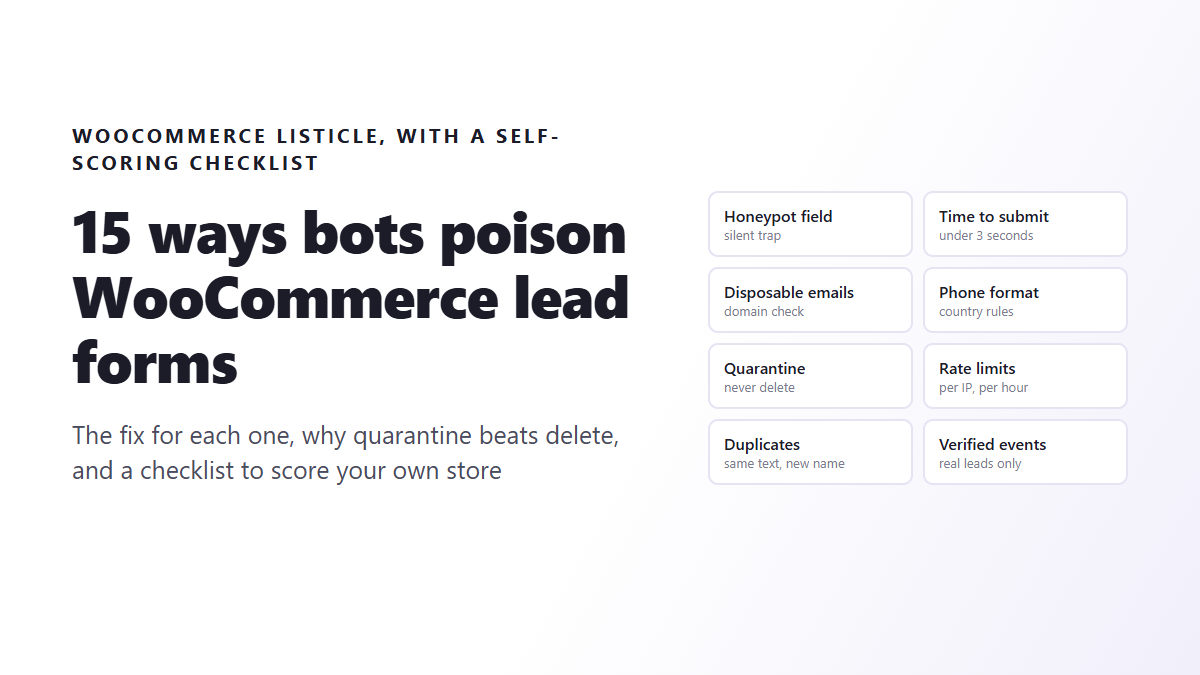 WOOCOMMERCE LISTICLE, WITH A SELF-
SCORING CHECKLIST
15 ways bots poison
WooCommerce lead
forms
The fix for each one, why quarantine beats delete,
and a checklist to score your own store
Honeypot field
silent trap
Time to submit
under 3 seconds
Disposable emails
domain check
Phone format
country rules
Quarantine
never delete
Rate limits
per IP, per hour
Duplicates
same text, new name
Verified events
real leads only